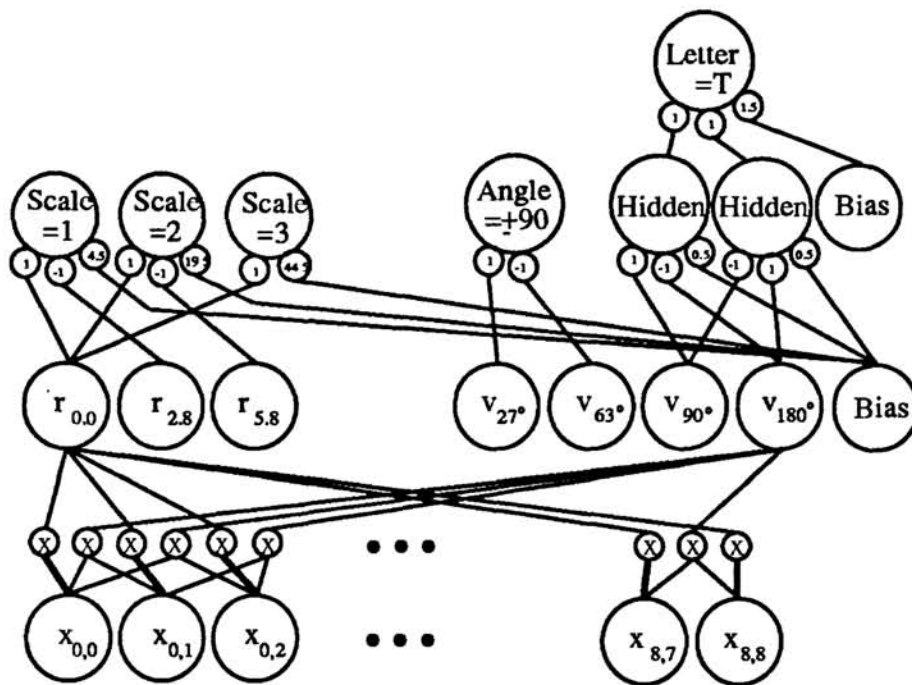 Letter
=T
1 1 1.5
Scale Scale Scale Angle Hidden Hidden Bias
=1 =2 =3 =±90
1 -1 4.5 1 -1 1 1 -1 1 -1 0.5 -1 1 0.5
r0.0 r2.8 r5.8 v27° v63° v90° v180° Bias
X X X X X X • • • X X X
x0,0 x0,1 x0,2 • • • x8,7 x8,8